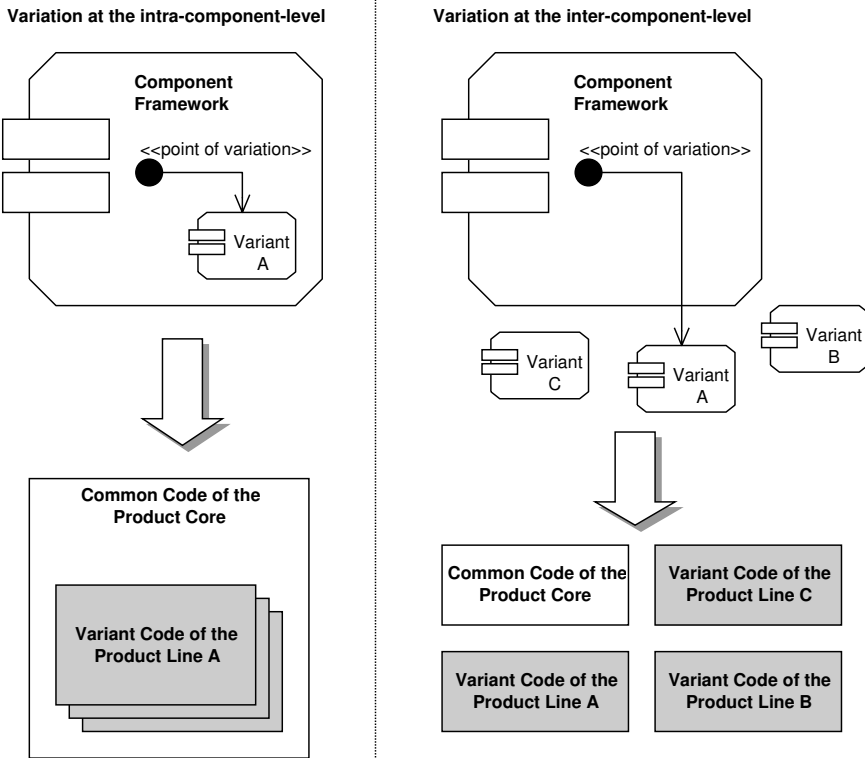 Variation at the intra-component-level
Component
Framework
<<point of variation>>
Variant
A
Common Code of the
Product Core
Variant Code of the
Product Line A
Variation at the inter-component-level
Component
Framework
<<point of variation>>
Variant
B
Variant
C
Variant
A
Common Code of the
Product Core
Variant Code of the
Product Line C
Variant Code of the
Product Line A
Variant Code of the
Product Line B